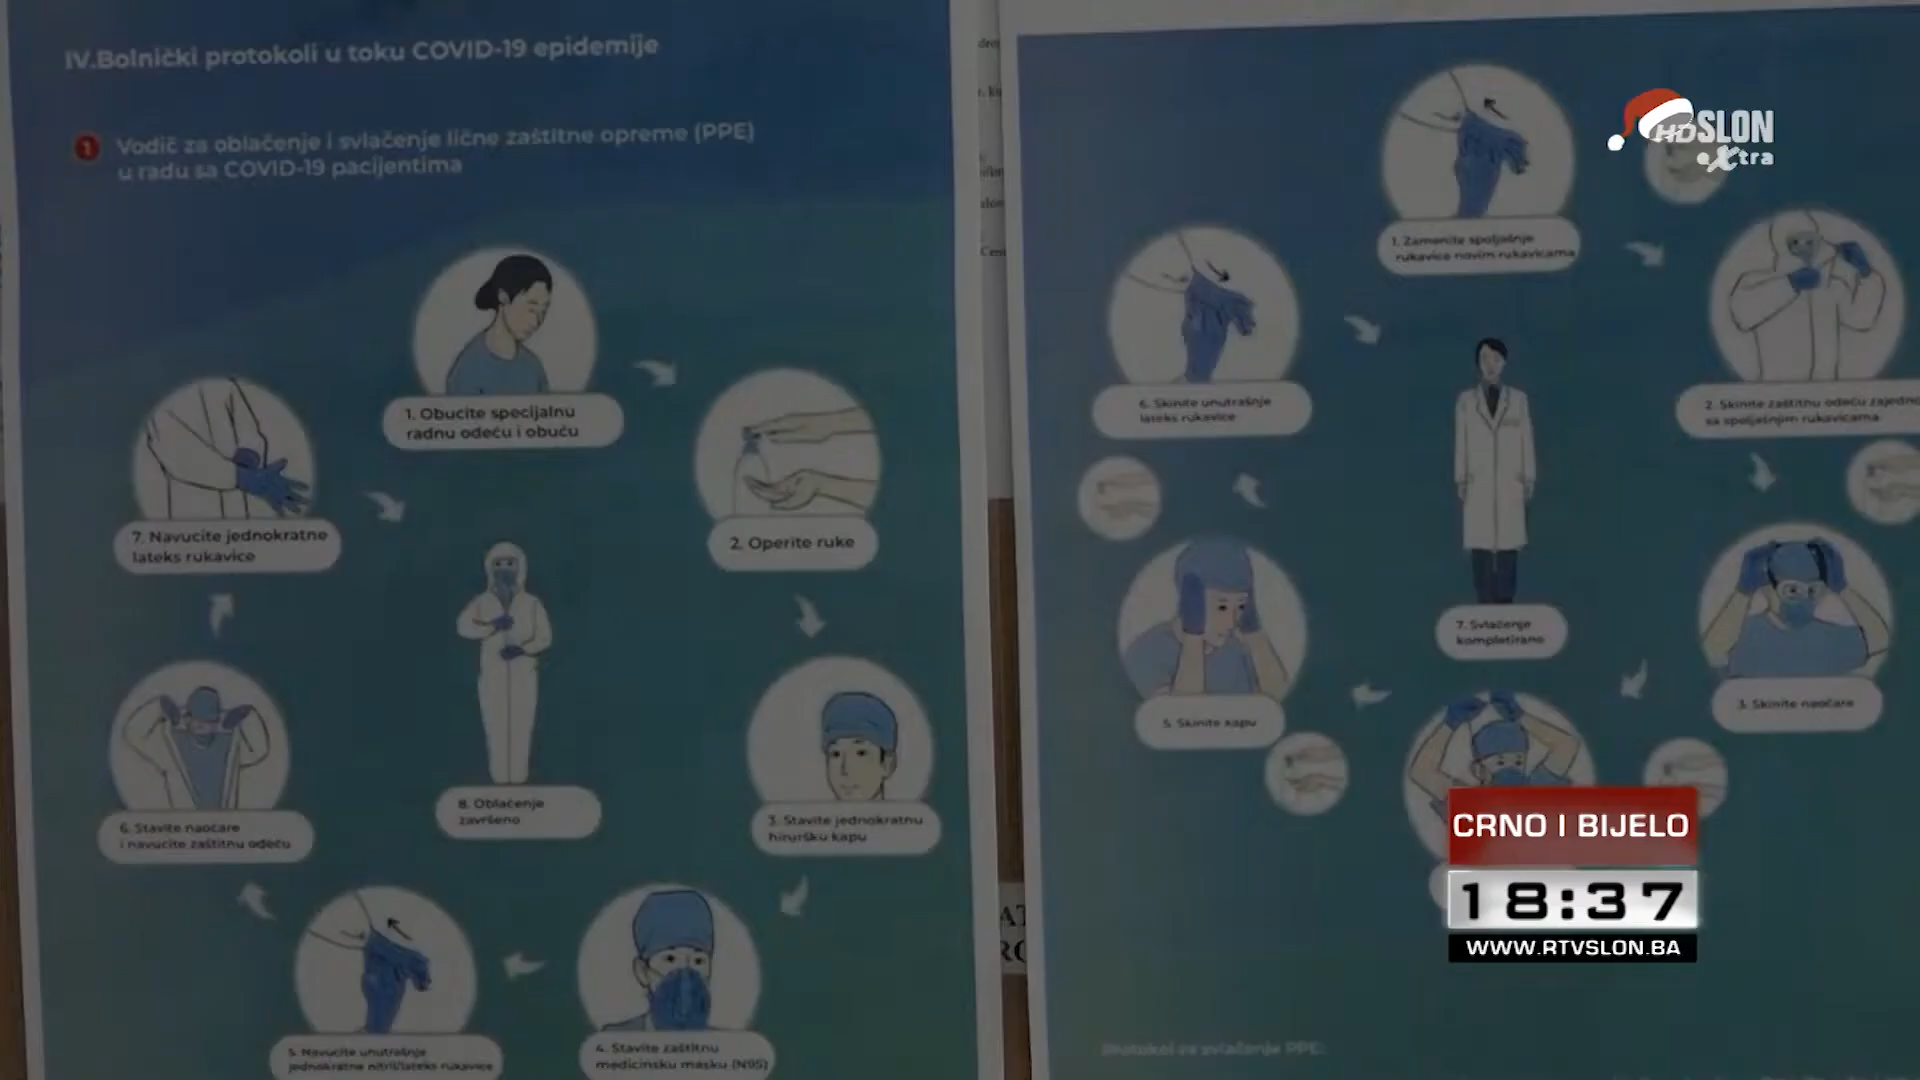 IV.Bolnički protokoli u toku COVID-19 epidemije
1 Vodič za oblačenje i svlačenje lične zaštitne opreme (PPE)
u radu sa COVID-19 pacijentima
1. Obucite specijalnu
radnu odeću i obuću
2. Operite ruke
3. Stavite jednokratnu
hiruršku kapu
4. Stavite zaštitnu
medicinsku masku (N95)
5. Navucite unutrašnje
jednokratne nitril/lateks rukavice
6. Stavite naočare
i navucite zaštitnu odeću
7. Navucite jednokratne
lateks rukavice
8. Oblačenje
završeno
1. Zamenite spoljašnje
rukavice novim rukavicama
2. Skinite zaštitnu odeću zajedno
sa spoljašnjim rukavicama
3. Skinite naočare
5. Skinite kapu
6. Skinite unutrašnje
lateks rukavice
7. Svlačenje
kompletirano
Protokol za svlačenje PPE:
HD SLON
eXtra
CRNO I BIJELO
18:37
WWW.RTVSLON.BA